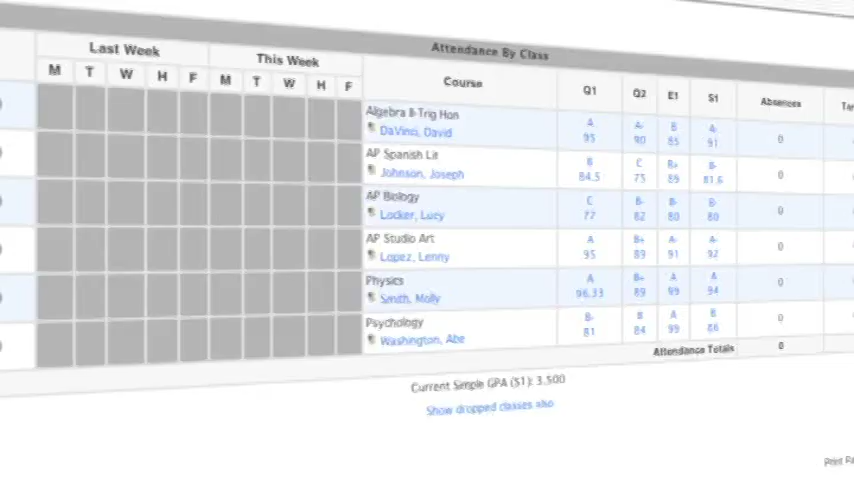 Attendance By Class
Last Week This Week Course Q1 Q2 E1 S1 Absences
M T W H F M T W H F
Algebra II-Trig Hon A A- B A-
DaVinci, David 95 90 85 91 0
AP Spanish Lit B C B+ B-
Johnson, Joseph 84.5 75 89 81.6 0
AP Biology C B- B- B-
Locker, Lucy 77 82 80 80 0
AP Studio Art A B+ A- A-
Lopez, Lenny 95 89 91 92 0
Physics A B+ A A
Smith, Molly 96.33 89 99 94 0
Psychology B- B A B
Washington, Abe 81 84 99 86 0
Attendance Totals 0
Current Simple GPA (S1): 3.500
Show dropped classes also
Print